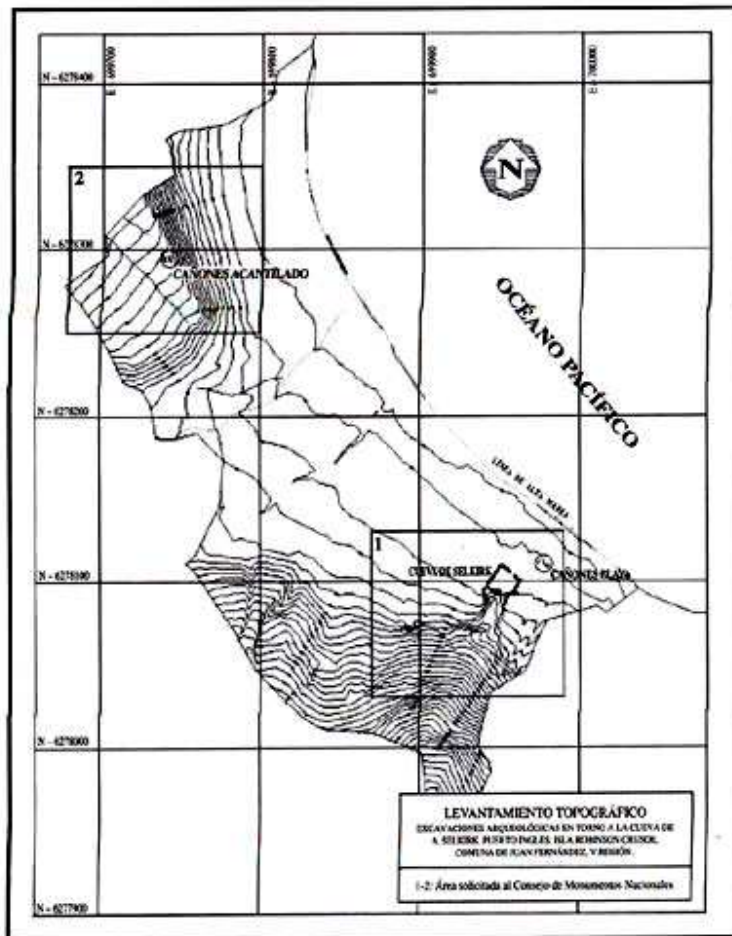 E - 699700
E - 699800
E - 699900
E - 700000
N - 6278400
N
2
N - 6278300
CAÑONES ACANTILADO
OCÉANO PACÍFICO
N - 6278200
LÍNEA DE ALTA MAREA
1
CUEVA DE SELKIRK
CAÑONES PLAYA
N - 6278100
N - 6278000
LEVANTAMIENTO TOPOGRÁFICO
EXCAVACIONES ARQUEOLÓGICAS EN TORNO A LA CUEVA DE
A. SELKIRK, PUERTO INGLES, ISLA ROBINSON CRUSOE,
COMUNA DE JUAN FERNÁNDEZ, V REGIÓN.
1-2: Área solicitada al Consejo de Monumentos Nacionales
N - 6277900